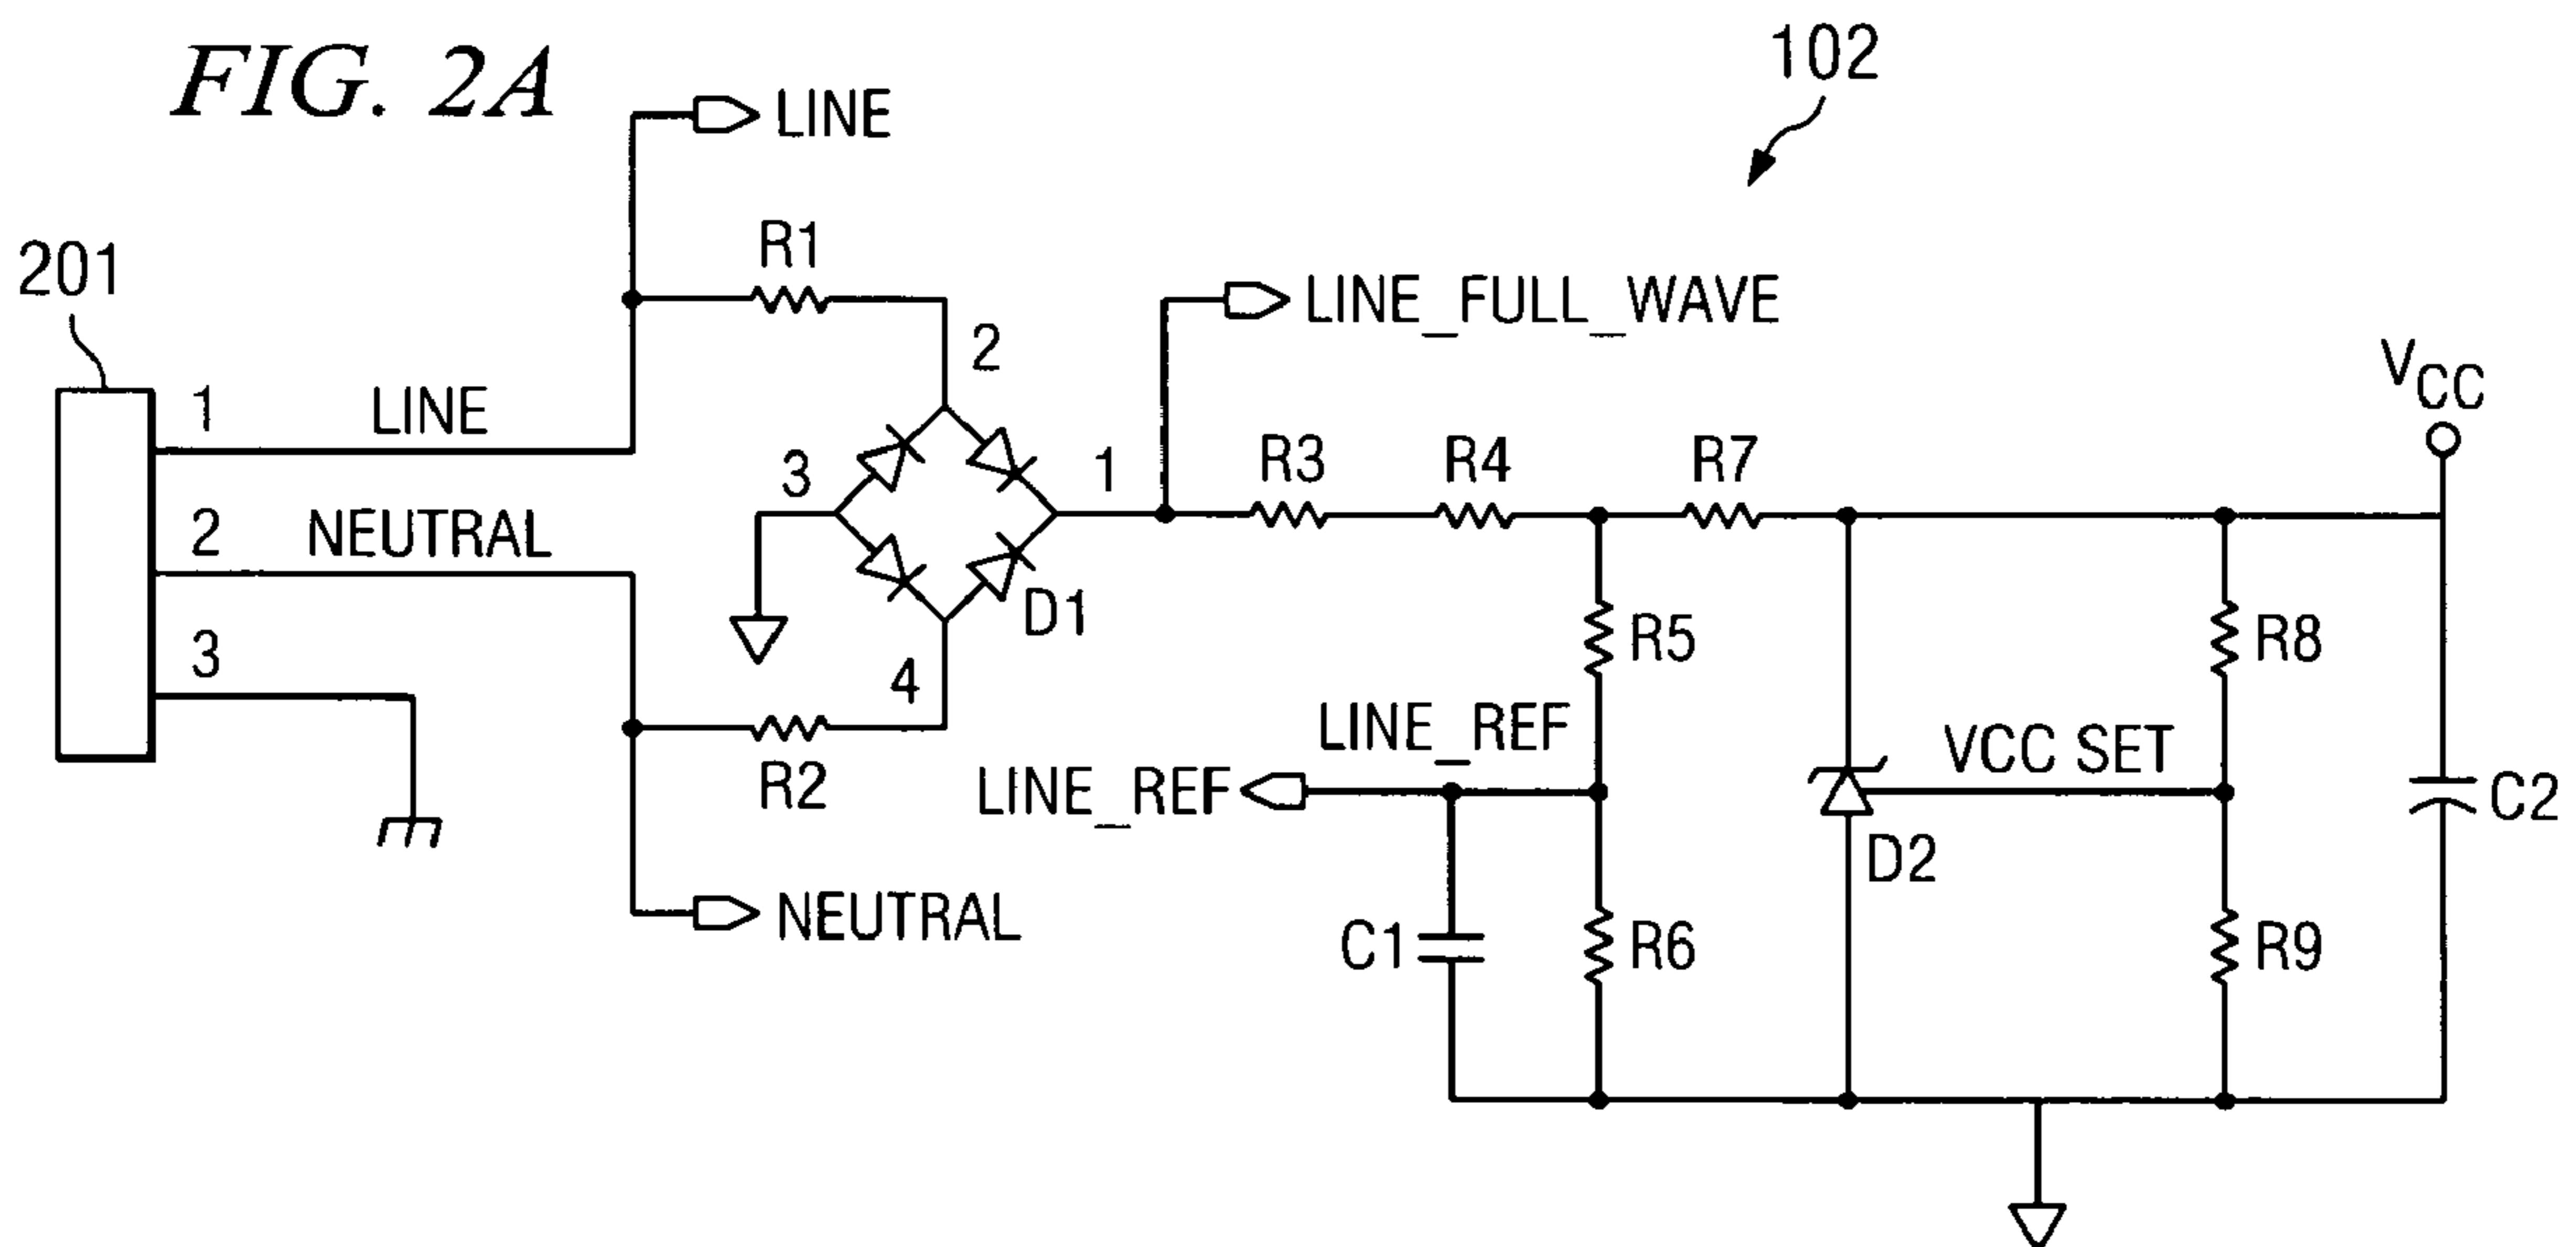 FIG. 2A
102
LINE
R1
201
LINE_FULL_WAVE
2
VCC
1
LINE
3
1
R3
R4
R7
2
NEUTRAL
D1
R5
R8
3
4
LINE_REF
VCC SET
LINE_REF
R2
C2
D2
NEUTRAL
C1
R6
R9